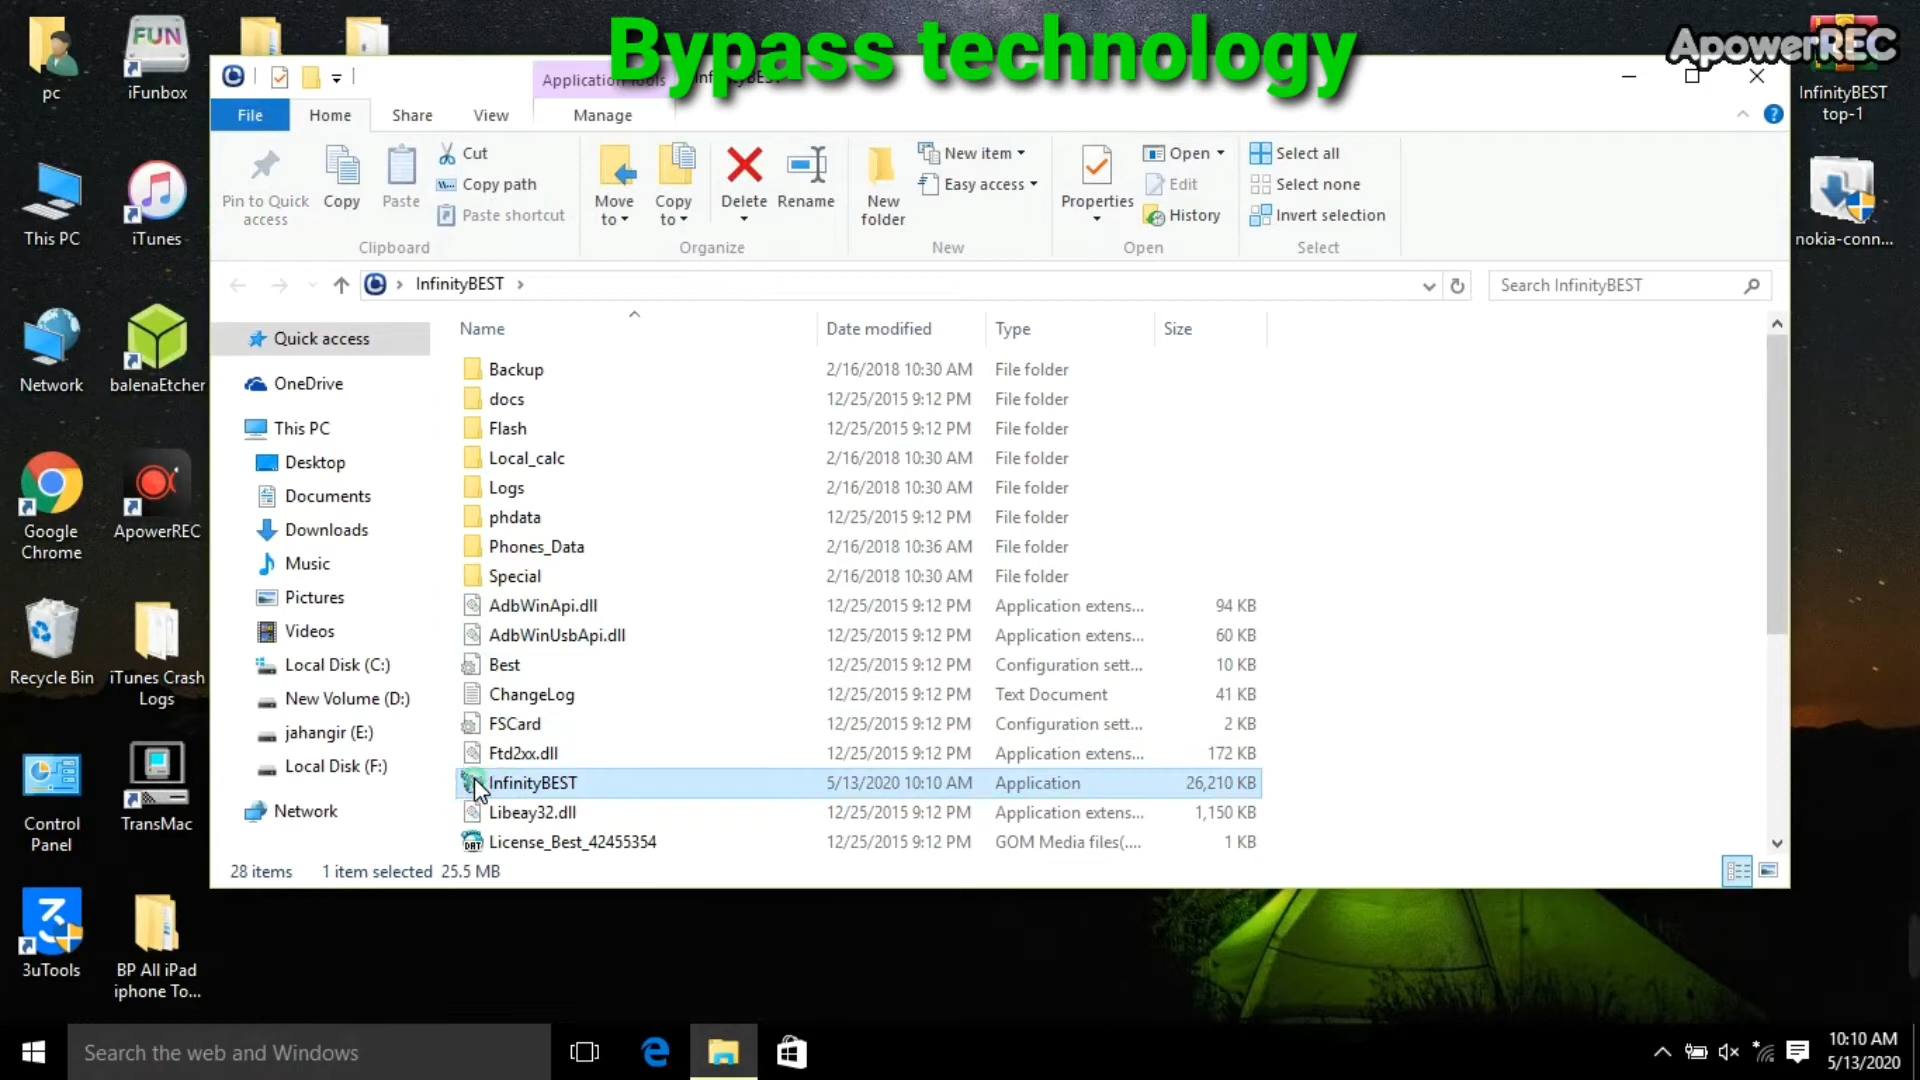 Bypass technology
ApowerREC
pc
iFunbox
InfinityBEST
top-1
Application Tools
InfinityBEST
File
Home
Share
View
Manage
Pin to Quick
access
Copy
Paste
Cut
Copy path
Paste shortcut
Clipboard
Move
to
Copy
to
Delete
Rename
Organize
New
folder
New item
Easy access
New
Properties
Open
Edit
History
Open
Select all
Select none
Invert selection
Select
This PC
iTunes
nokia-conn...
InfinityBEST
Search InfinityBEST
Name
Date modified
Type
Size
Quick access
OneDrive
This PC
Desktop
Documents
Downloads
Music
Pictures
Videos
Local Disk (C:)
New Volume (D:)
jahangir (E:)
Local Disk (F:)
Network
Backup 2/16/2018 10:30 AM File folder
docs 12/25/2015 9:12 PM File folder
Flash 12/25/2015 9:12 PM File folder
Local_calc 2/16/2018 10:30 AM File folder
Logs 2/16/2018 10:30 AM File folder
phdata 12/25/2015 9:12 PM File folder
Phones_Data 2/16/2018 10:36 AM File folder
Special 2/16/2018 10:30 AM File folder
AdbWinApi.dll 12/25/2015 9:12 PM Application extens... 94 KB
AdbWinUsbApi.dll 12/25/2015 9:12 PM Application extens... 60 KB
Best 12/25/2015 9:12 PM Configuration sett... 10 KB
ChangeLog 12/25/2015 9:12 PM Text Document 41 KB
FSCard 12/25/2015 9:12 PM Configuration sett... 2 KB
Ftd2xx.dll 12/25/2015 9:12 PM Application extens... 172 KB
InfinityBEST 5/13/2020 10:10 AM Application 26,210 KB
Libeay32.dll 12/25/2015 9:12 PM Application extens... 1,150 KB
License_Best_42455354 12/25/2015 9:12 PM GOM Media files(.... 1 KB
28 items 1 item selected 25.5 MB
Network
balenaEtcher
Google
Chrome
ApowerREC
Recycle Bin
iTunes Crash
Logs
Control
Panel
TransMac
3uTools
BP All iPad
iphone To...
Search the web and Windows
10:10 AM
5/13/2020